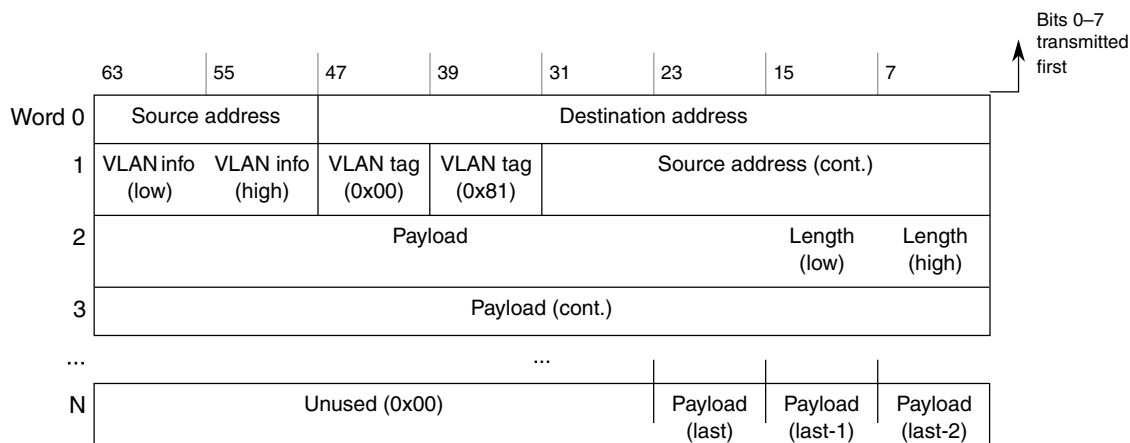 Bits 0–7
transmitted
first
63 55 47 39 31 23 15 7
Word 0 Source address Destination address
1 VLAN info VLAN info VLAN tag VLAN tag Source address (cont.)
(low) (high) (0x00) (0x81)
2 Payload Length Length
(low) (high)
3 Payload (cont.)
... ...
N Unused (0x00) Payload Payload Payload
(last) (last-1) (last-2)